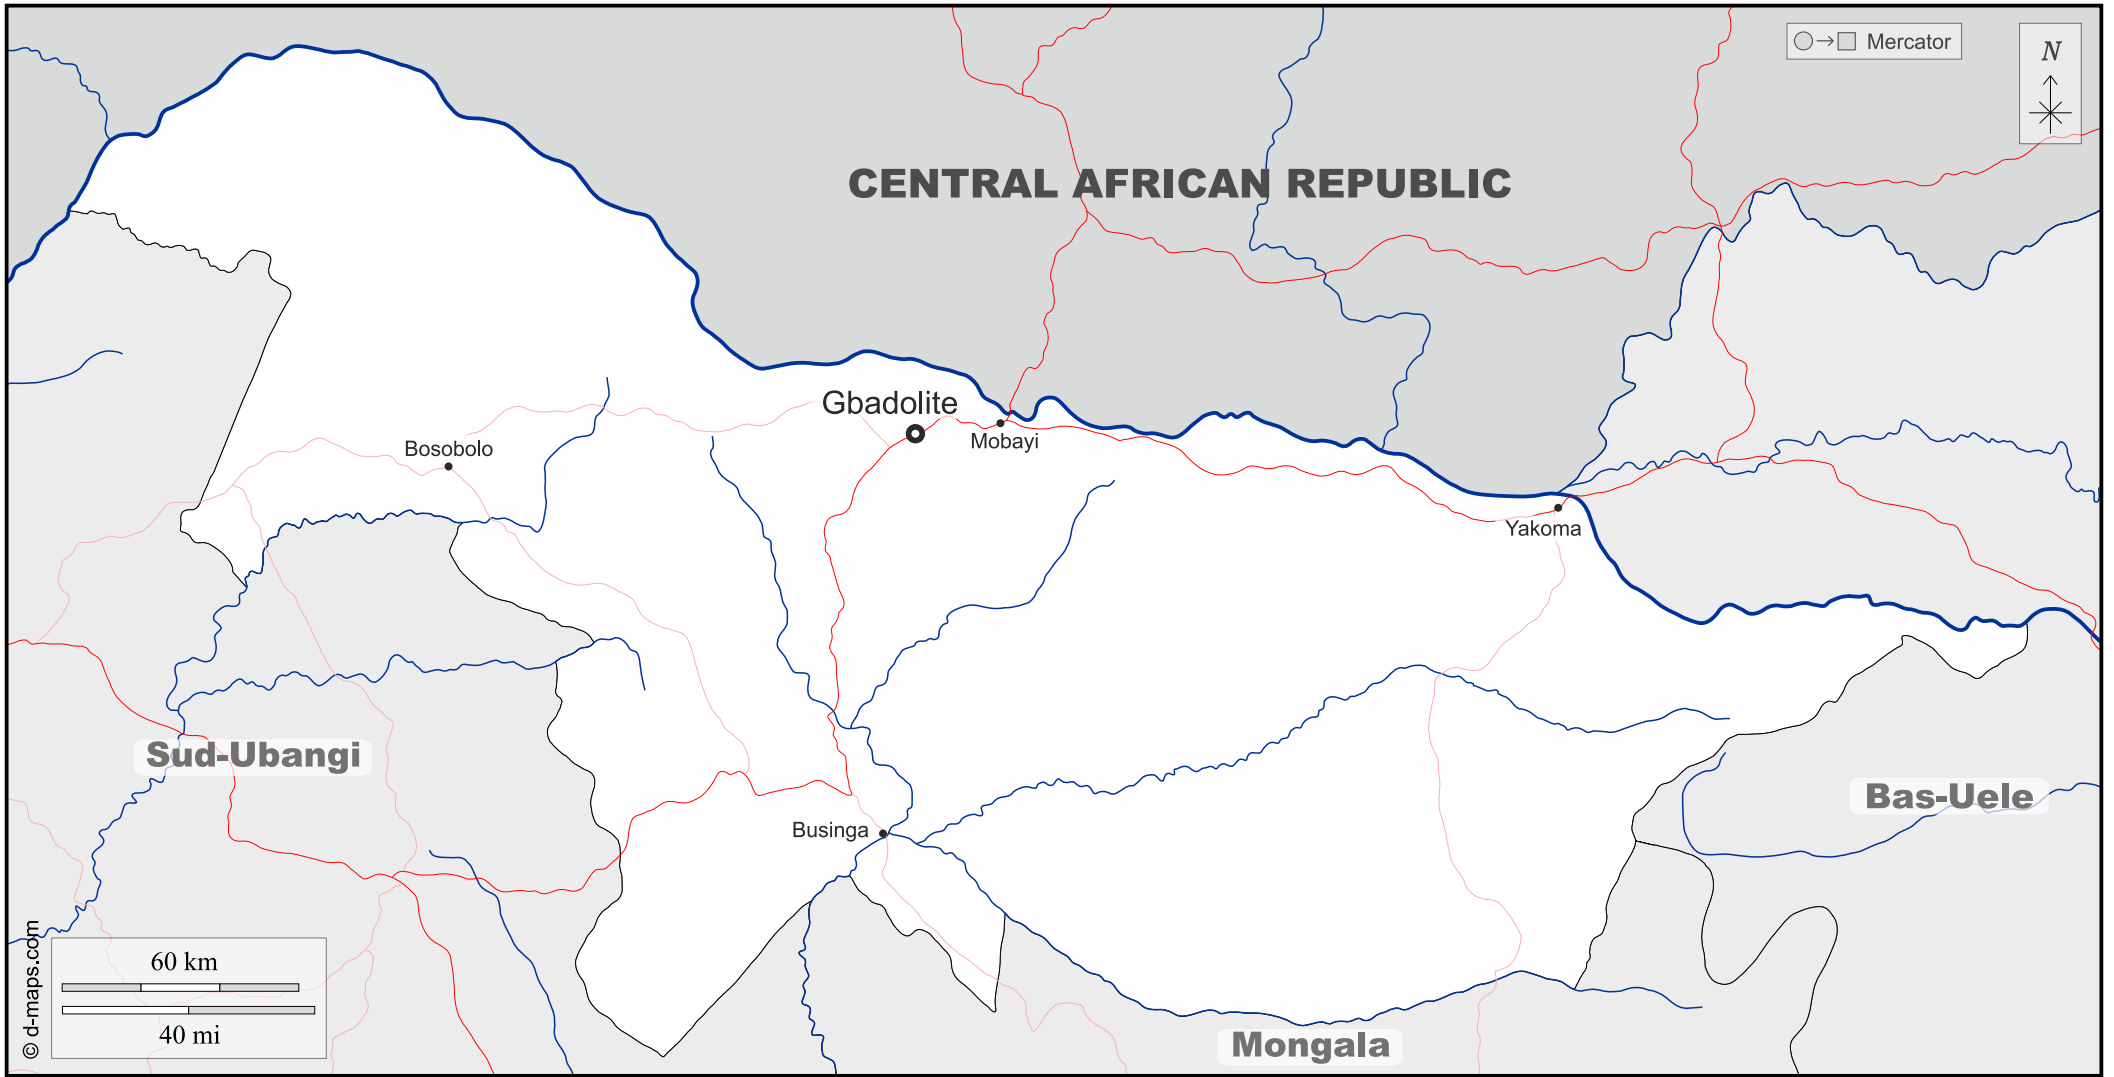 Mercator
N
CENTRAL AFRICAN REPUBLIC
Gbadolite
Mobayi
Bosobolo
Yakoma
Sud-Ubangi
Bas-Uele
Businga
© d-maps.com
60 km
40 mi
Mongala